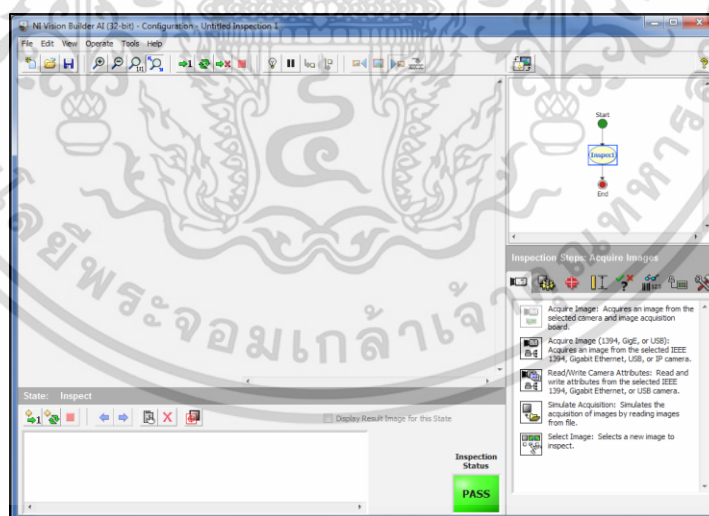 NI Vision Builder AI (32-bit) - Configuration - Untitled Inspection 1
File Edit View Operate Tools Help
Start
Inspect
End
Inspection Steps: Acquire Images
Acquire Image: Acquires an image from the
selected camera and image acquisition
board.
Acquire Image (1394, GigE, or USB):
Acquires an image from the selected IEEE
1394, Gigabit Ethernet, USB, or IP camera.
Read/Write Camera Attributes: Read and
write attributes from the selected IEEE
1394, Gigabit Ethernet, or USB camera.
Simulate Acquisition: Simulates the
acquisition of images by reading images
from file.
Select Image: Selects a new image to
inspect.
State: Inspect
Display Result Image for this State
Inspection
Status
PASS